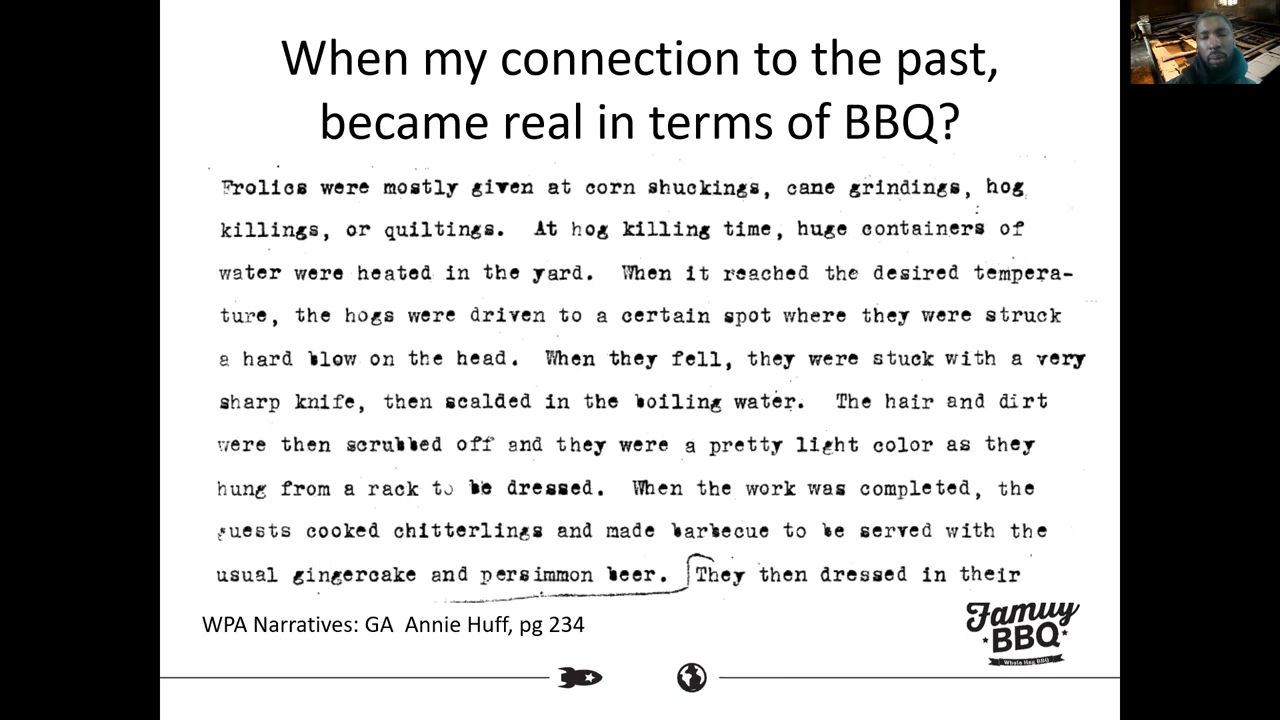 When my connection to the past,
became real in terms of BBQ?
Frolics were mostly given at corn shuckings, cane grindings, hog
killings, or quiltings. At hog killing time, huge containers of
water were heated in the yard. When it reached the desired tempera-
ture, the hogs were driven to a certain spot where they were struck
a hard blow on the head. When they fell, they were stuck with a very
sharp knife, then scalded in the boiling water. The hair and dirt
were then scrubbed off and they were a pretty light color as they
hung from a rack to be dressed. When the work was completed, the
guests cooked chitterlings and made barbecue to be served with the
usual gingercake and persimmon beer. They then dressed in their
WPA Narratives: GA Annie Huff, pg 234
Famuy
BBQ
Whole Hog BBQ